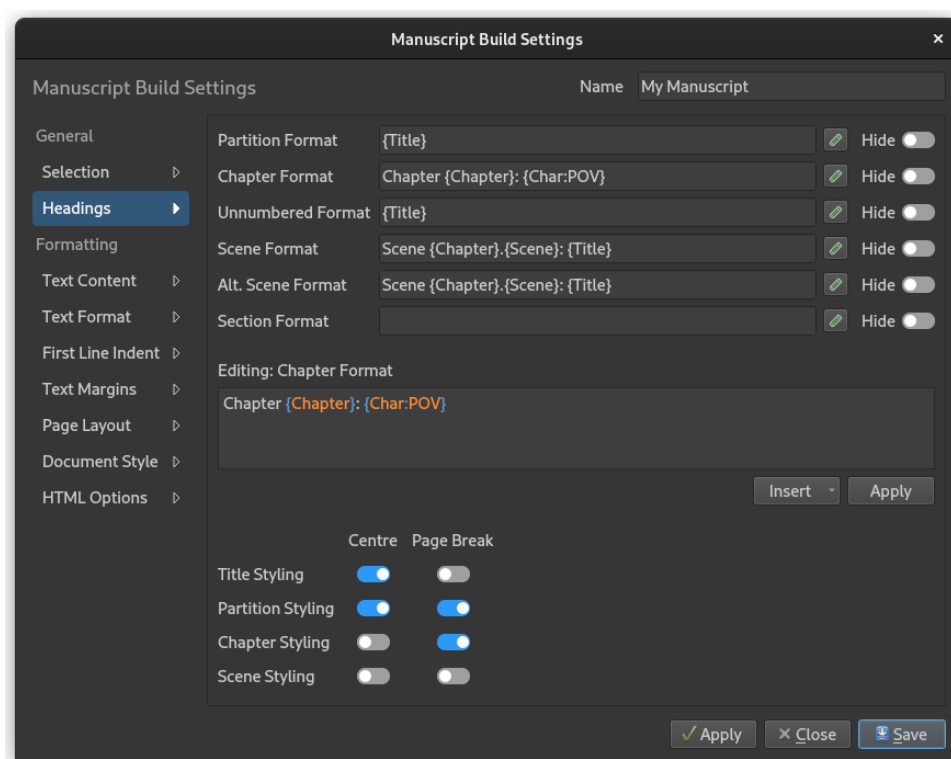 Manuscript Build Settings
Manuscript Build Settings
Name My Manuscript
General
Selection
Headings
Formatting
Text Content
Text Format
First Line Indent
Text Margins
Page Layout
Document Style
HTML Options
Partition Format {Title} Hide
Chapter Format Chapter {Chapter}: {Char:POV} Hide
Unnumbered Format {Title} Hide
Scene Format Scene {Chapter}.{Scene}: {Title} Hide
Alt. Scene Format Scene {Chapter}.{Scene}: {Title} Hide
Section Format Hide
Editing: Chapter Format
Chapter {Chapter}: {Char:POV}
Insert Apply
Centre Page Break
Title Styling
Partition Styling
Chapter Styling
Scene Styling
Apply Close Save